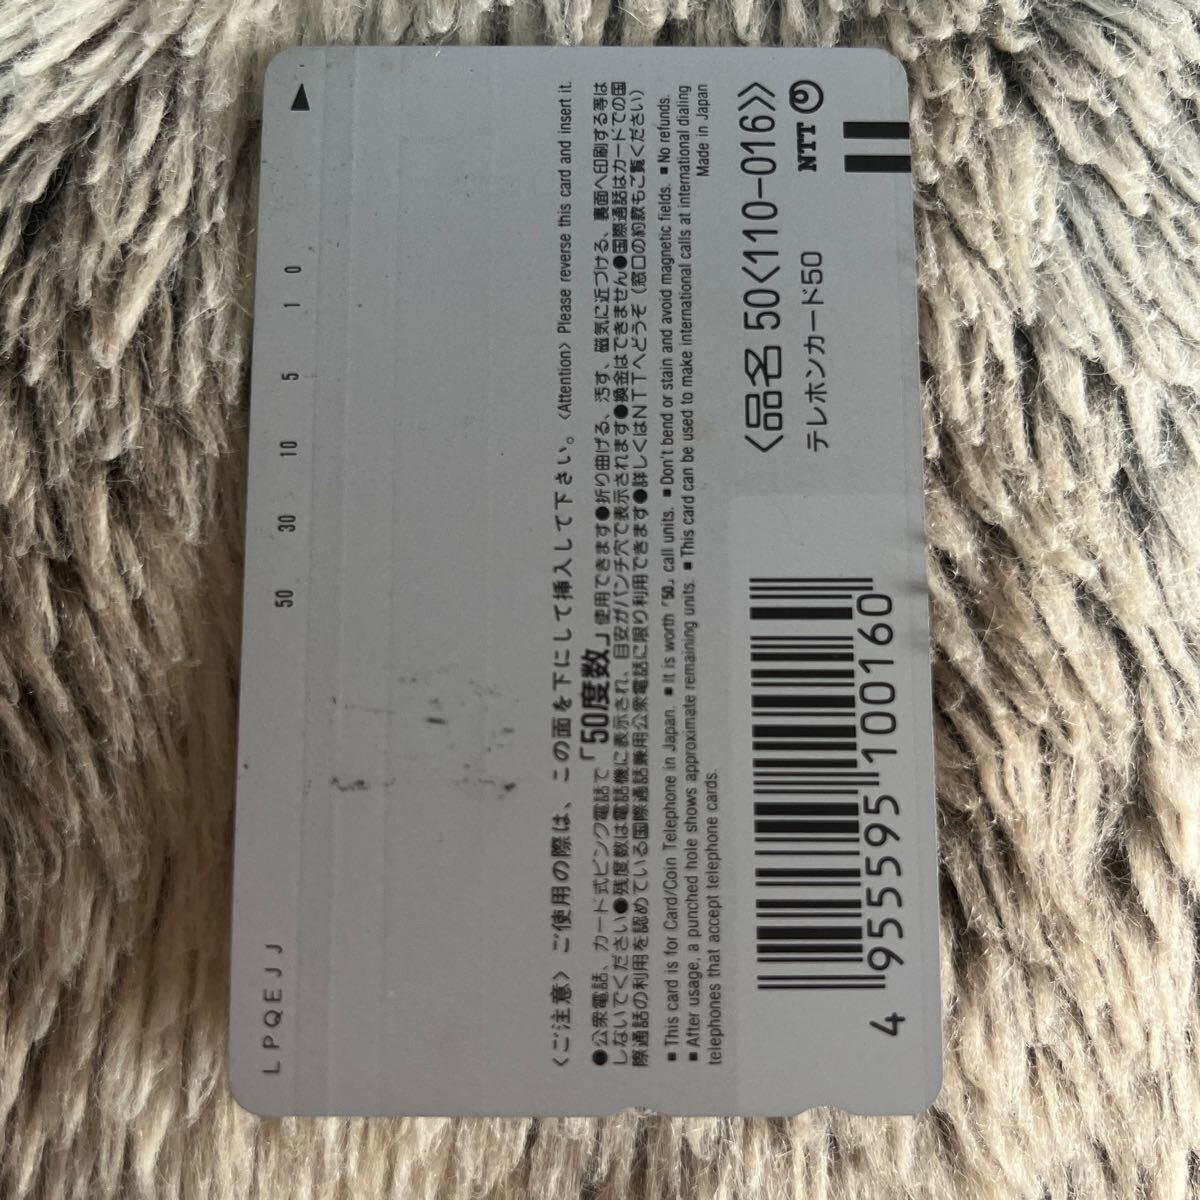 LPQEJJ
50 30 10 5 1 0
〈ご注意〉ご使用の際は、この面を下にして挿入して下さい。〈Attention〉Please reverse this card and insert it.
●公衆電話、カード式ピンク電話で「50度数」使用できます●折り曲げる、汚す、磁気に近づける、裏面へ印刷する等は
しないでください●残度数は電話機に表示され、目安がパンチ穴で表示されます●換金はできません●国際通話はカードでの国
際通話の利用を認めている国際通話兼用公衆電話に限り利用できます●詳しくはNTTへどうぞ(窓口の約款もご覧ください)
■This card is for Card/Coin Telephone in Japan. ■It is worth「50」call units. ■Don't bend or stain and avoid magnetic fields. ■No refunds.
■After usage, a punched hole shows approximate remaining units. ■This card can be used to make international calls at international dialing
telephones that accept telephone cards. Made in Japan
〈品名 50〈110-016〉〉
テレホンカード50
NTT
4 955595 100160